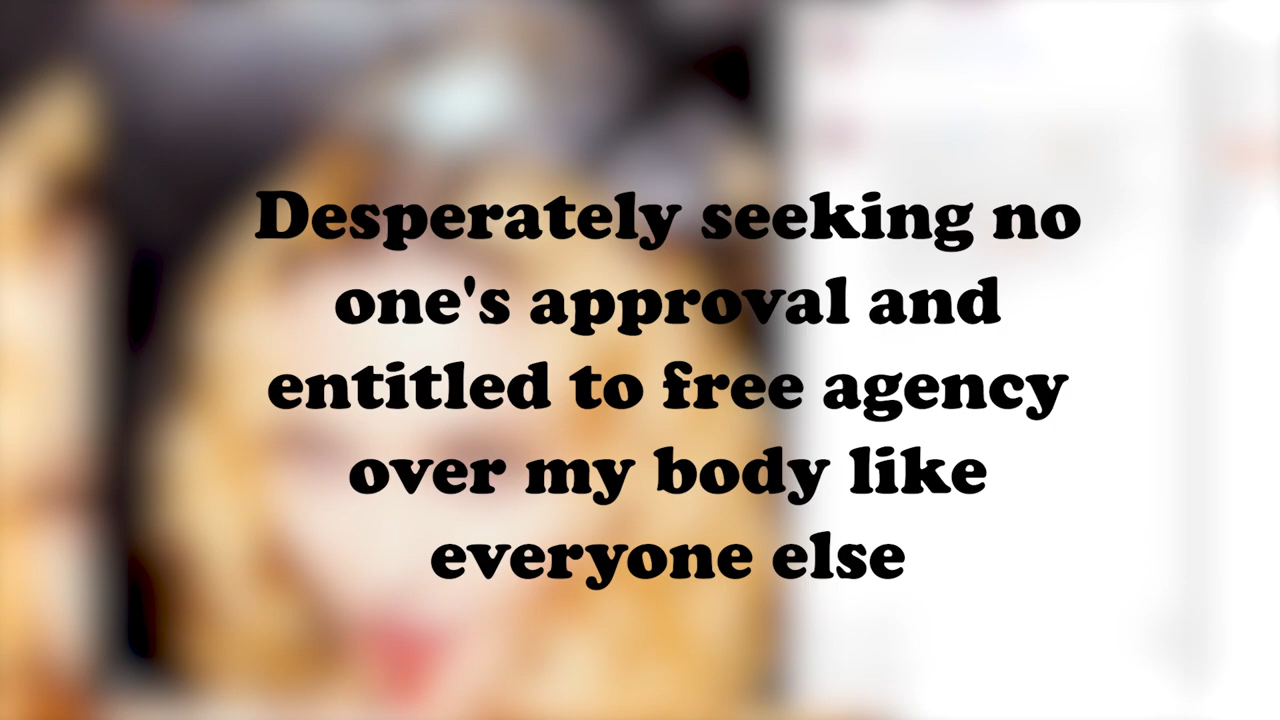 Desperately seeking no
one's approval and
entitled to free agency
over my body like
everyone else